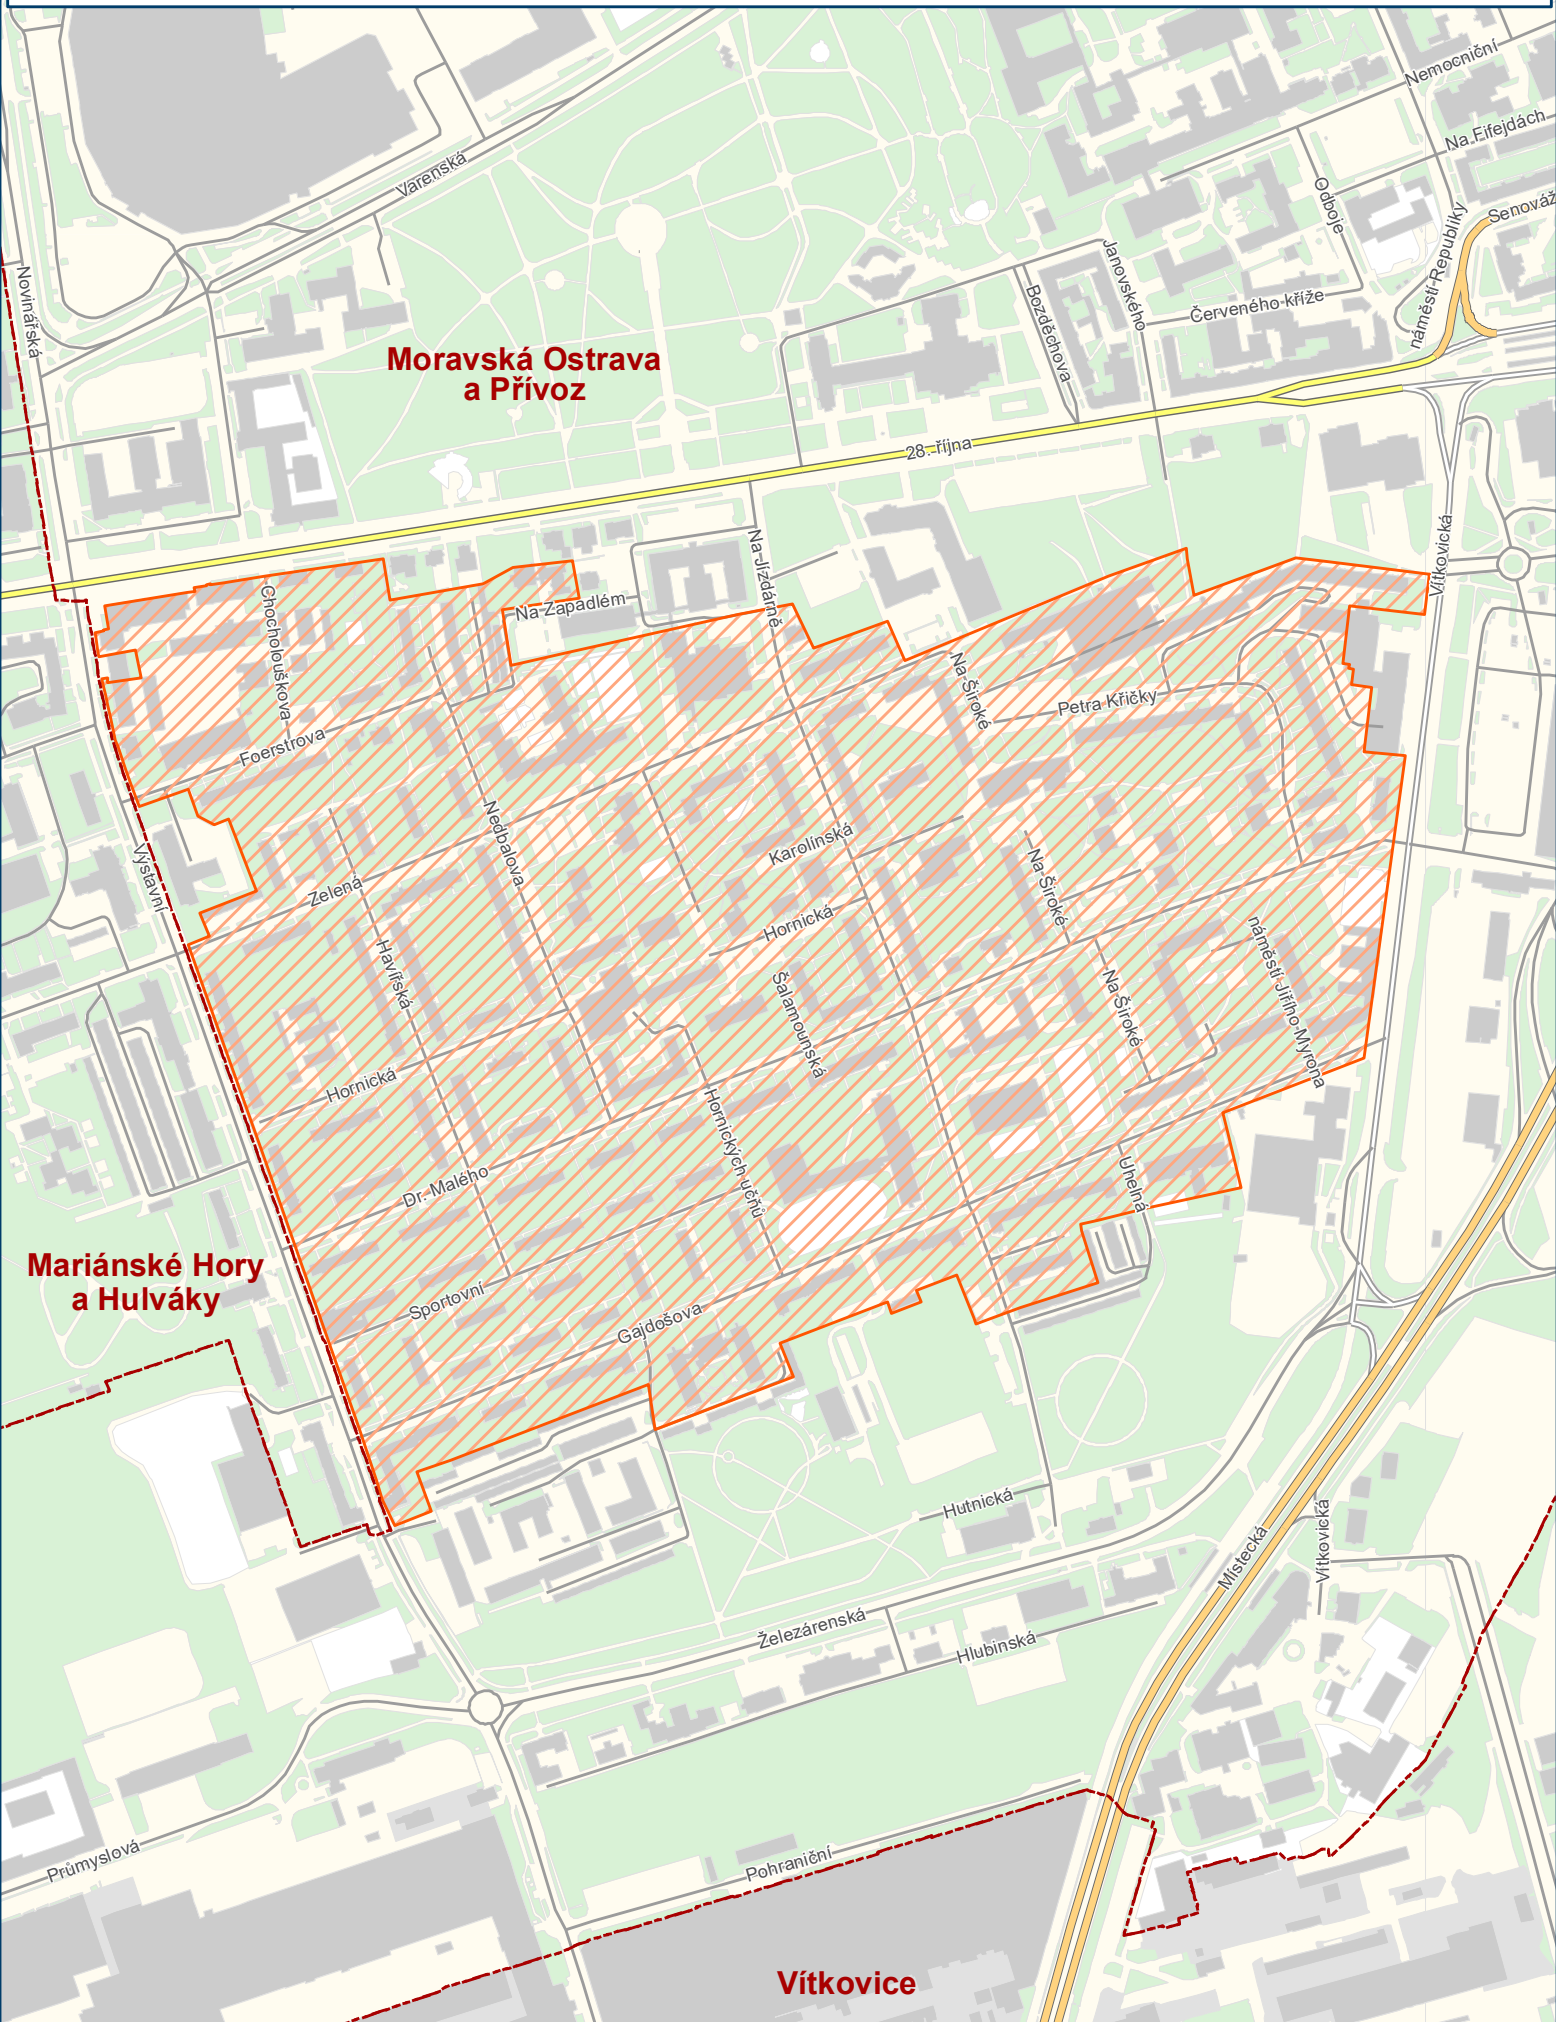 Nemocniční
Na Fifejdách
Varenská
Odboje
Senováž
náměstí Republiky
Novinářská
Janovského
Bozděchova
Červeného kříže
Moravská Ostrava
a Přívoz
28. října
Vítkovická
Na Jízdárně
Chocholouškova
Na Zapadlém
Na Široké
Petra Křičky
Foerstrova
Nedbalova
Karolínská
Výstavní
Zelená
Na Široké
Hornická
Havířská
náměstí Jiřího Myrona
Šalamounská
Na Široké
Hornická
Hornických učňů
Dr. Malého
Uhelná
Mariánské Hory
a Hulváky
Sportovní
Gajdošova
Hutnická
Místecká
Vítkovická
Železárenská
Hlubinská
Průmyslová
Pohraniční
Vítkovice